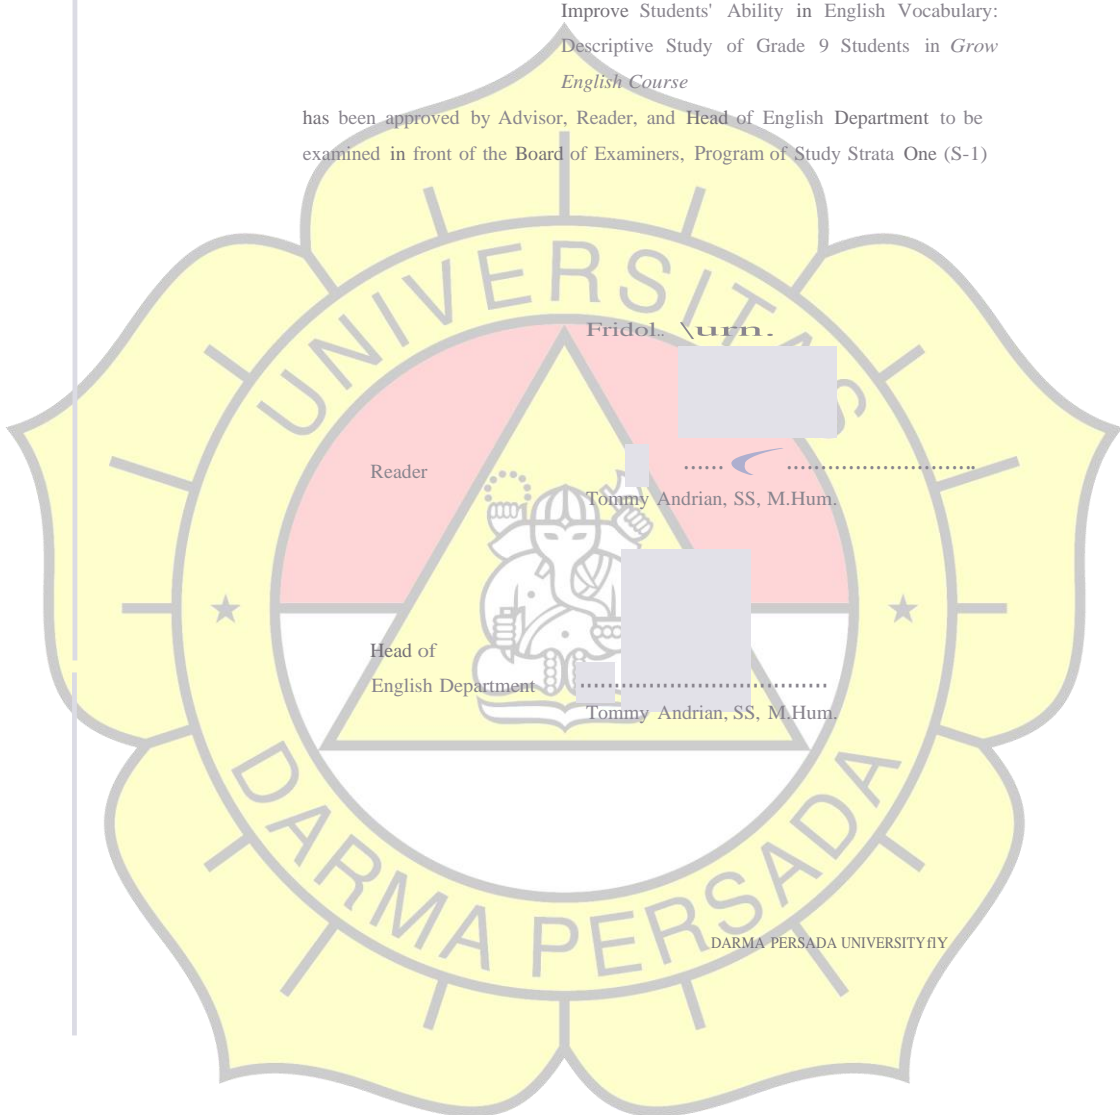 Improve Students' Ability in English Vocabulary:
Descriptive Study of Grade 9 Students in Grow
English Course
has been approved by Advisor, Reader, and Head of English Department to be
examined in front of the Board of Examiners, Program of Study Strata One (S-1)
UNIVERSITAS
Fridol.. \urn.
Reader
Tommy Andrian, SS, M.Hum.
Head of
English Department
Tommy Andrian, SS, M.Hum.
DARMA PERSADA
DARMA PERSADA UNIVERSITY